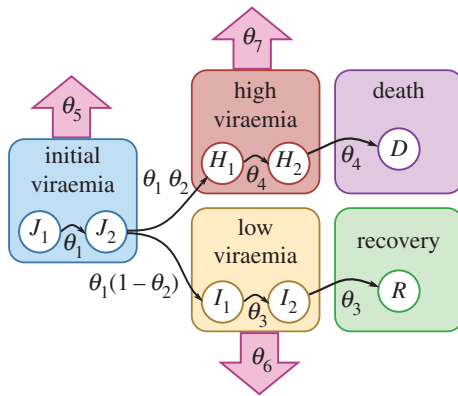 θ₇
θ₅
high
viraemia
H₁
H₂
θ₄
death
D
θ₄
initial
viraemia
J₁
J₂
θ₁
θ₁ θ₂
θ₁(1 – θ₂)
low
viraemia
I₁
I₂
θ₃
recovery
R
θ₃
θ₆